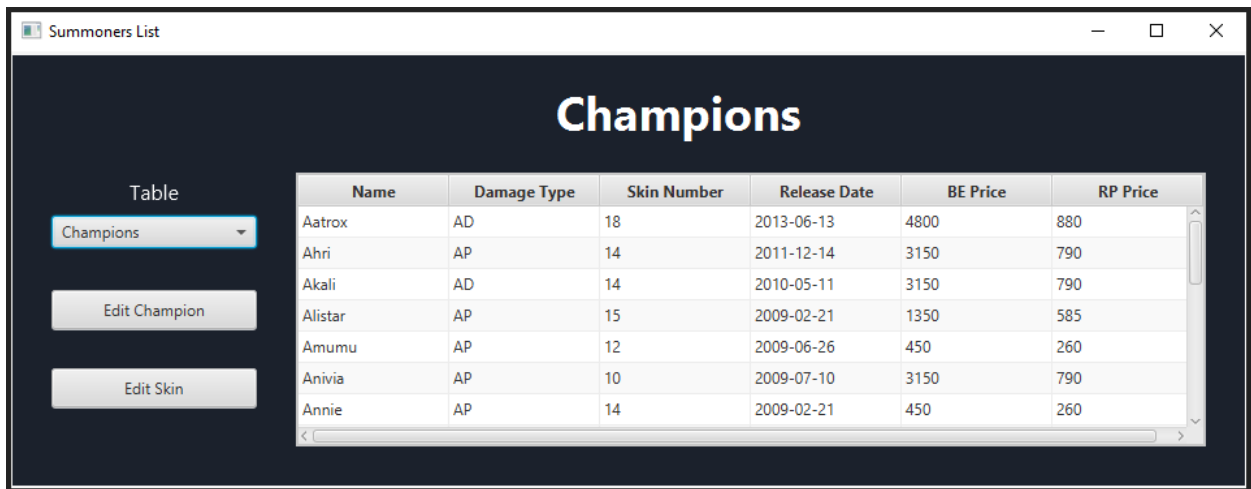 Summoners List
Champions
Table
Champions
Edit Champion
Edit Skin
Name Damage Type Skin Number Release Date BE Price RP Price
Aatrox AD 18 2013-06-13 4800 880
Ahri AP 14 2011-12-14 3150 790
Akali AD 14 2010-05-11 3150 790
Alistar AP 15 2009-02-21 1350 585
Amumu AP 12 2009-06-26 450 260
Anivia AP 10 2009-07-10 3150 790
Annie AP 14 2009-02-21 450 260